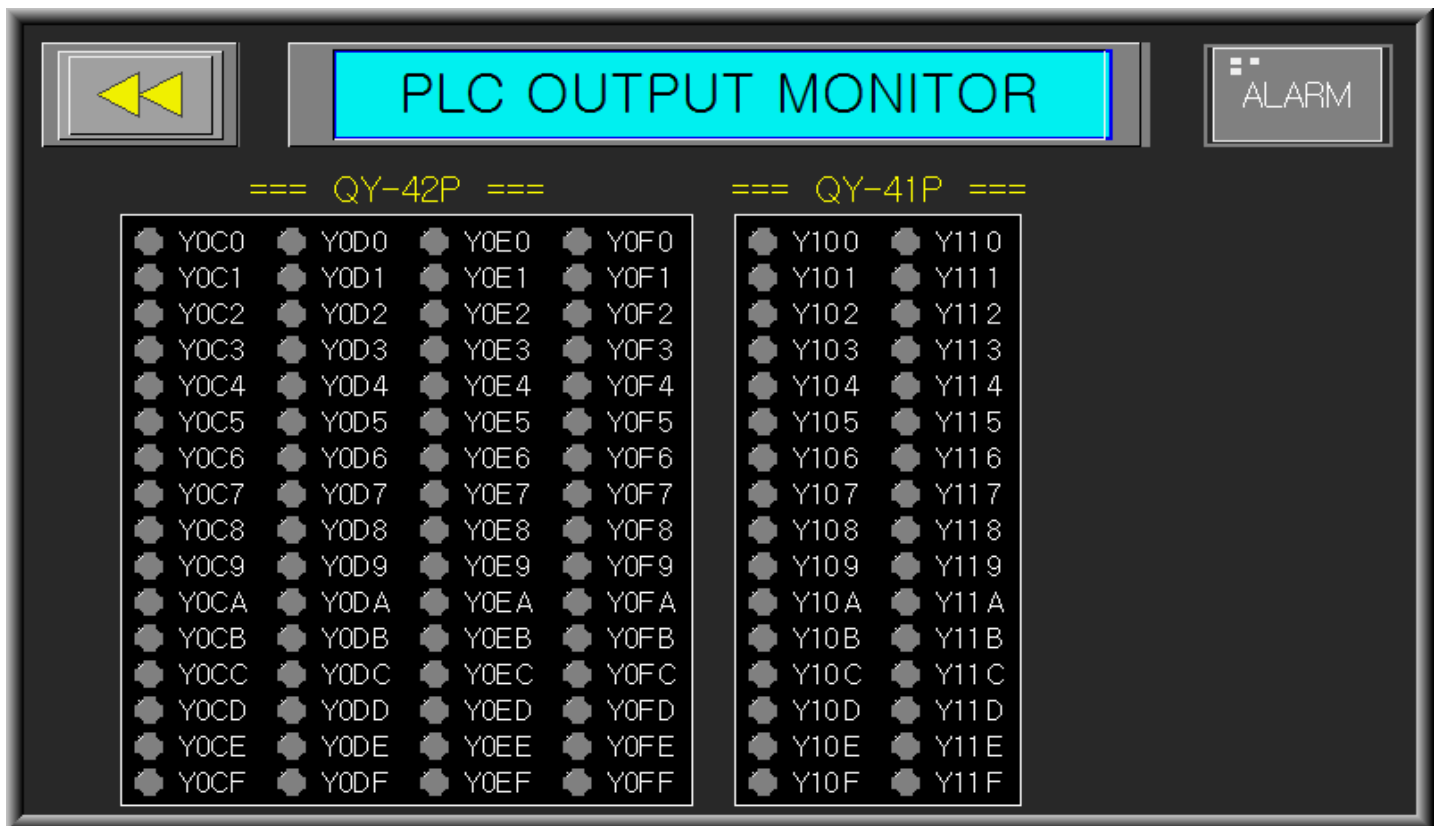 PLC OUTPUT MONITOR
ALARM
=== QY-42P === === QY-41P ===
Y0C0 Y0D0 Y0E0 Y0F0 Y100 Y110
Y0C1 Y0D1 Y0E1 Y0F1 Y101 Y111
Y0C2 Y0D2 Y0E2 Y0F2 Y102 Y112
Y0C3 Y0D3 Y0E3 Y0F3 Y103 Y113
Y0C4 Y0D4 Y0E4 Y0F4 Y104 Y114
Y0C5 Y0D5 Y0E5 Y0F5 Y105 Y115
Y0C6 Y0D6 Y0E6 Y0F6 Y106 Y116
Y0C7 Y0D7 Y0E7 Y0F7 Y107 Y117
Y0C8 Y0D8 Y0E8 Y0F8 Y108 Y118
Y0C9 Y0D9 Y0E9 Y0F9 Y109 Y119
Y0CA Y0DA Y0EA Y0FA Y10A Y11A
Y0CB Y0DB Y0EB Y0FB Y10B Y11B
Y0CC Y0DC Y0EC Y0FC Y10C Y11C
Y0CD Y0DD Y0ED Y0FD Y10D Y11D
Y0CE Y0DE Y0EE Y0FE Y10E Y11E
Y0CF Y0DF Y0EF Y0FF Y10F Y11F